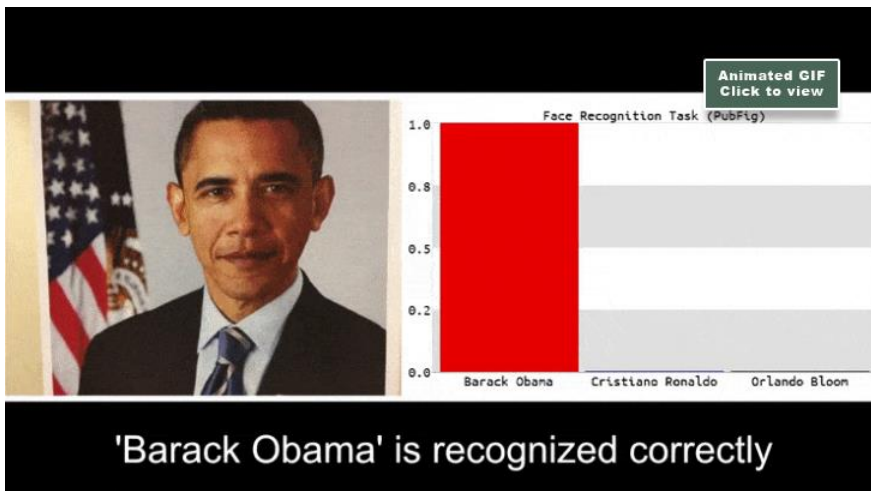 Animated GIF
Click to view
Face Recognition Task (PubFig)
1.0
0.8
0.5
0.2
0.0
Barack Obama Cristiano Ronaldo Orlando Bloom
'Barack Obama' is recognized correctly